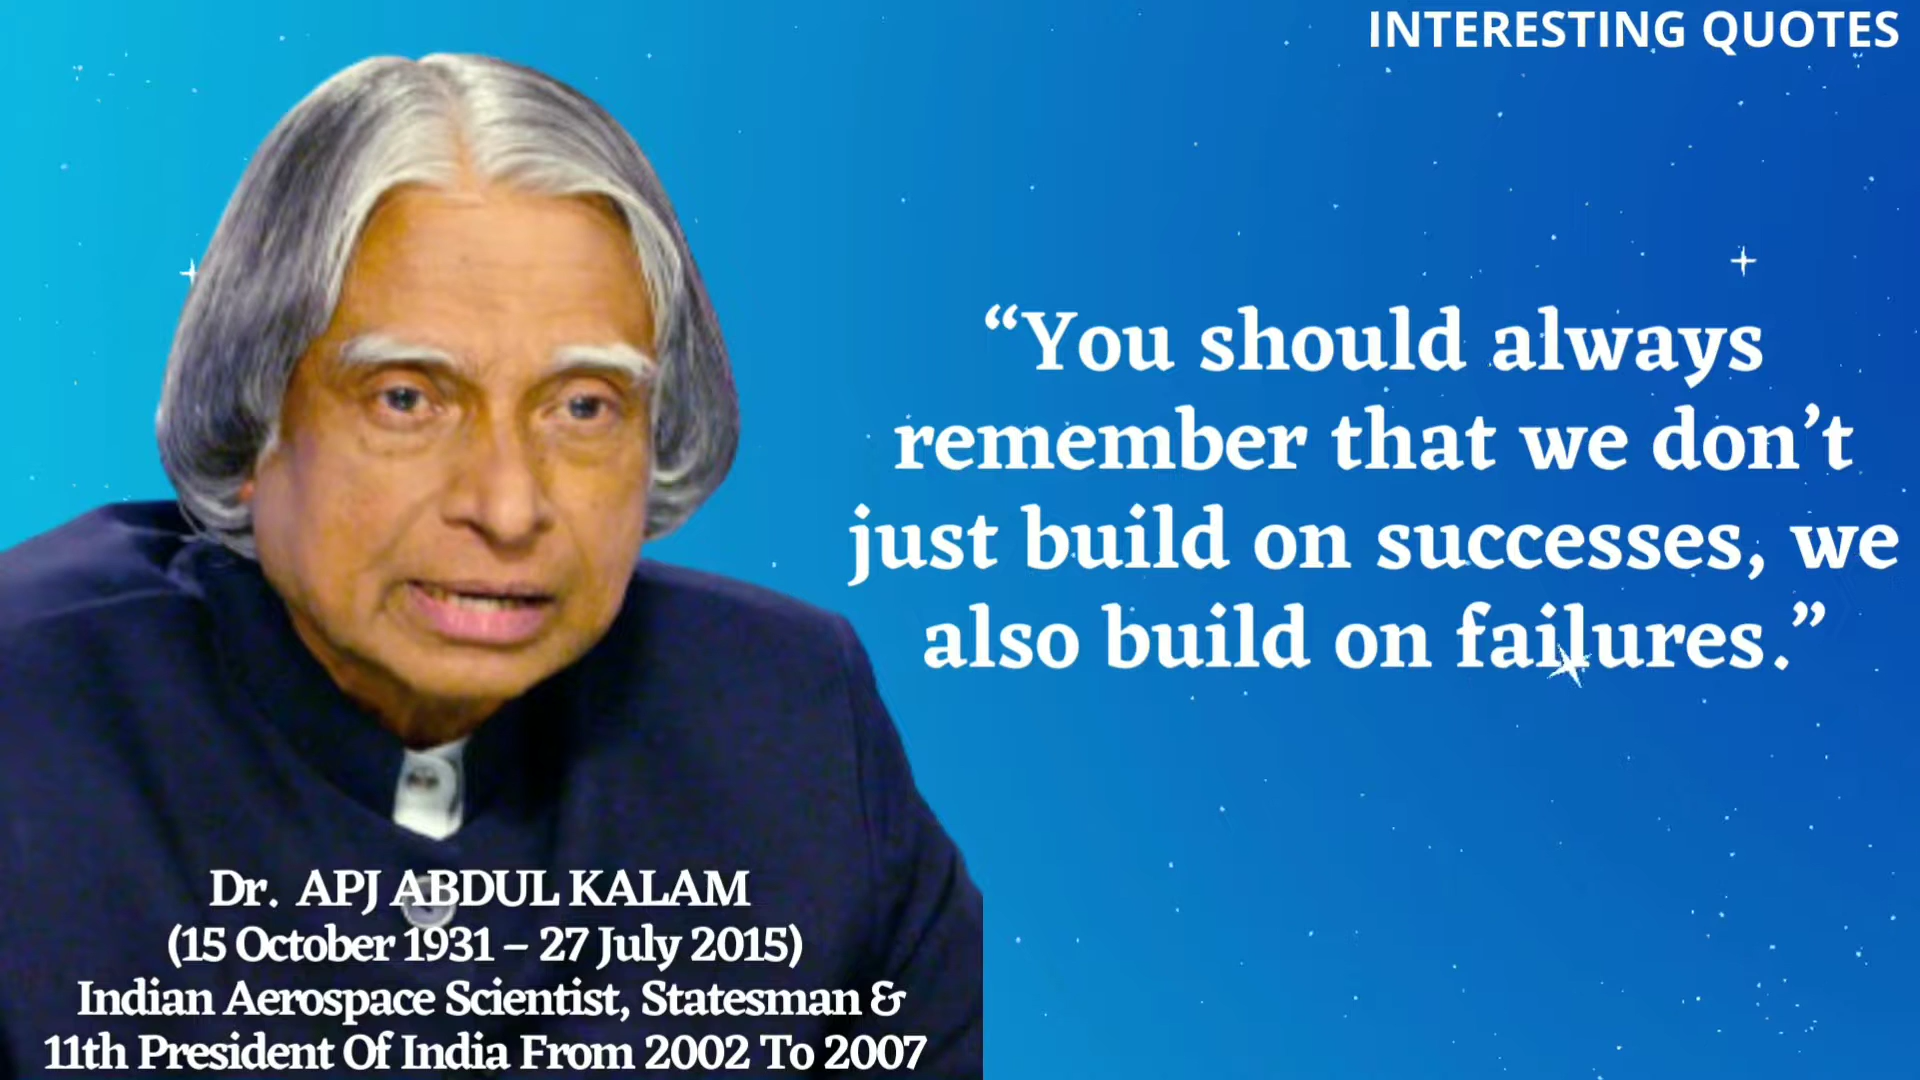 INTERESTING QUOTES
“You should always
remember that we don’t
just build on successes, we
also build on failures.”
Dr. APJ ABDUL KALAM
(15 October 1931 – 27 July 2015)
Indian Aerospace Scientist, Statesman &
11th President Of India From 2002 To 2007